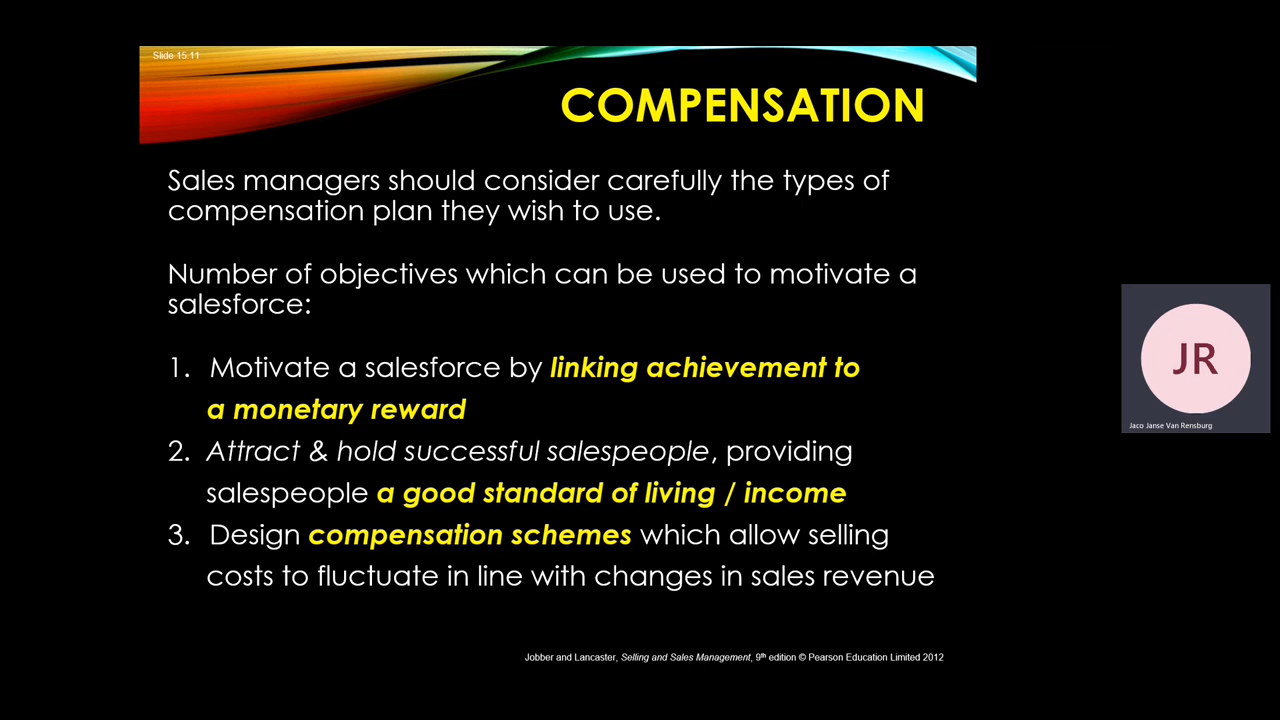 Slide 15.11
COMPENSATION
Sales managers should consider carefully the types of
compensation plan they wish to use.
Number of objectives which can be used to motivate a
salesforce:
1. Motivate a salesforce by linking achievement to
a monetary reward
2. Attract & hold successful salespeople, providing
salespeople a good standard of living / income
3. Design compensation schemes which allow selling
costs to fluctuate in line with changes in sales revenue
Jobber and Lancaster, Selling and Sales Management, 9th edition © Pearson Education Limited 2012
JR
Jaco Janse Van Rensburg